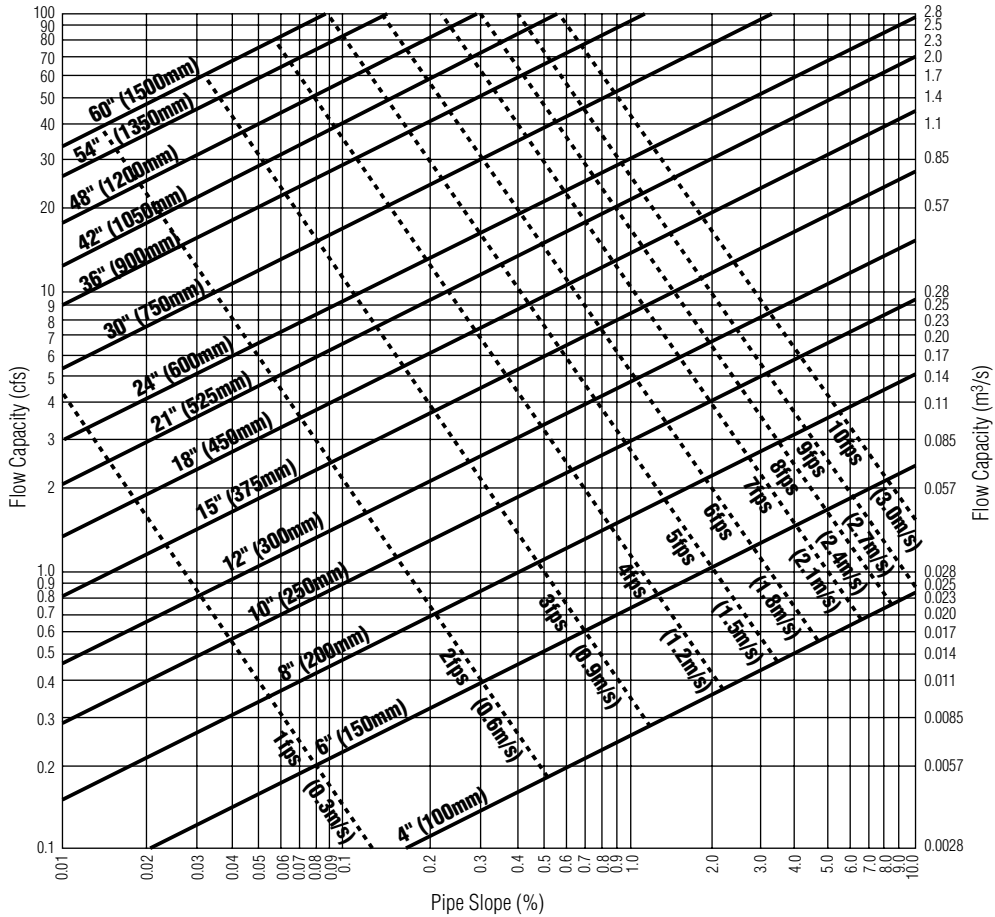 100
90
80
70
60
50
40
30
20
10
9
8
7
6
5
4
3
2
1.0
0.9
0.8
0.7
0.6
0.5
0.4
0.3
0.2
0.1
Flow Capacity (cfs)
60" (1500mm)
54" (1350mm)
48" (1200mm)
42" (1050mm)
36" (900mm)
30" (750mm)
24" (600mm)
21" (525mm)
18" (450mm)
15" (375mm)
12" (300mm)
10" (250mm)
8" (200mm)
6" (150mm)
4" (100mm)
1fps
(0.3m/s)
2fps
(0.6m/s)
3fps
(0.9m/s)
4fps
(1.2m/s)
5fps
(1.5m/s)
6fps
(1.8m/s)
7fps
(2.1m/s)
8fps
(2.4m/s)
9fps
(2.7m/s)
10fps
(3.0m/s)
2.8
2.5
2.3
2.0
1.7
1.4
1.1
0.85
0.57
0.28
0.25
0.23
0.20
0.17
0.14
0.11
0.085
0.057
0.028
0.025
0.023
0.020
0.017
0.014
0.011
0.0085
0.0057
0.0028
Flow Capacity (m³/s)
0.01
0.02
0.03
0.04
0.05
0.06
0.07
0.08
0.09
0.1
0.2
0.3
0.4
0.5
0.6
0.7
0.8
0.9
1.0
2.0
3.0
4.0
5.0
6.0
7.0
8.0
9.0
10.0
Pipe Slope (%)